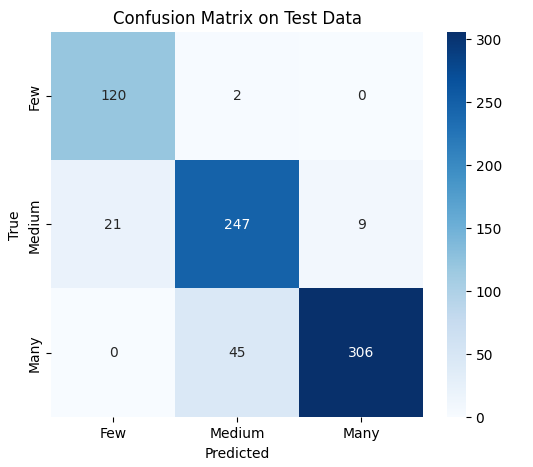 Confusion Matrix on Test Data
True
Few
120
2
0
Medium
21
247
9
Many
0
45
306
Few
Medium
Many
Predicted
300
250
200
150
100
50
0